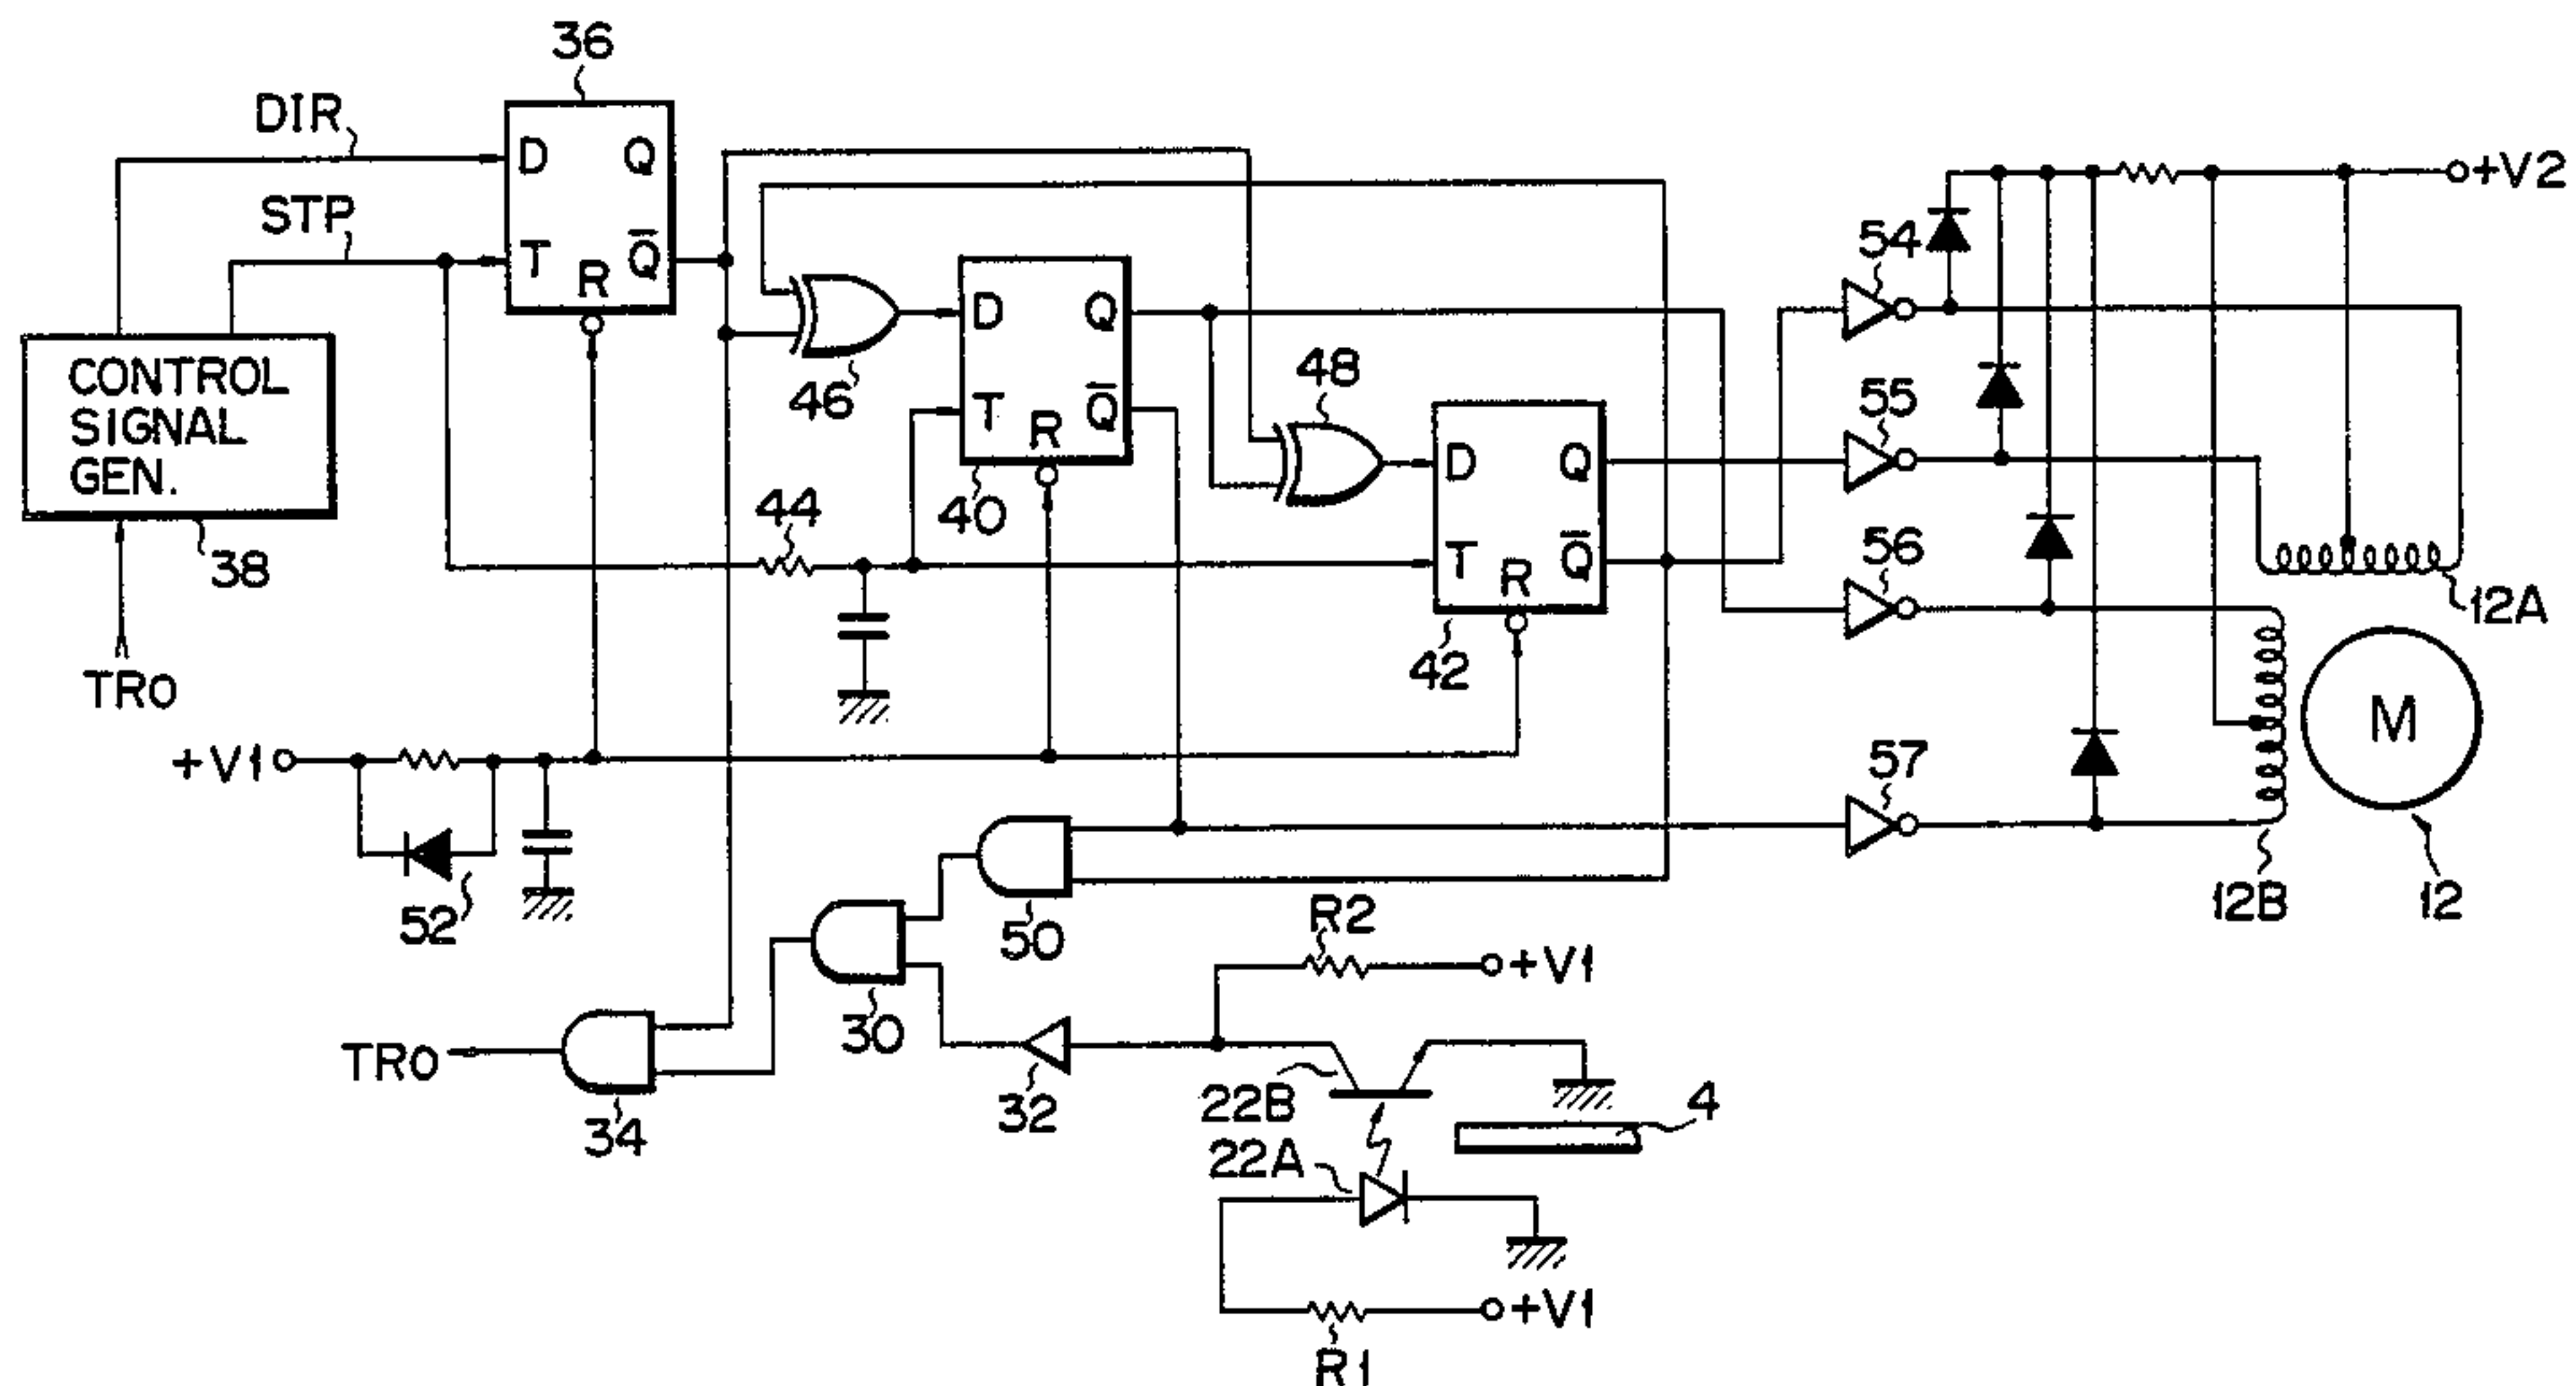 36
DIR
D Q
STP
T R Q̄
+V2
54
46
D Q
48
55
CONTROL
SIGNAL
GEN.
T R Q̄
D Q
44
40
38
56
T R Q̄
12A
TR0
42
M
+V1
57
52
50
R2
12B
12
+V1
30
TR0
32
22B
4
34
22A
+V1
R1